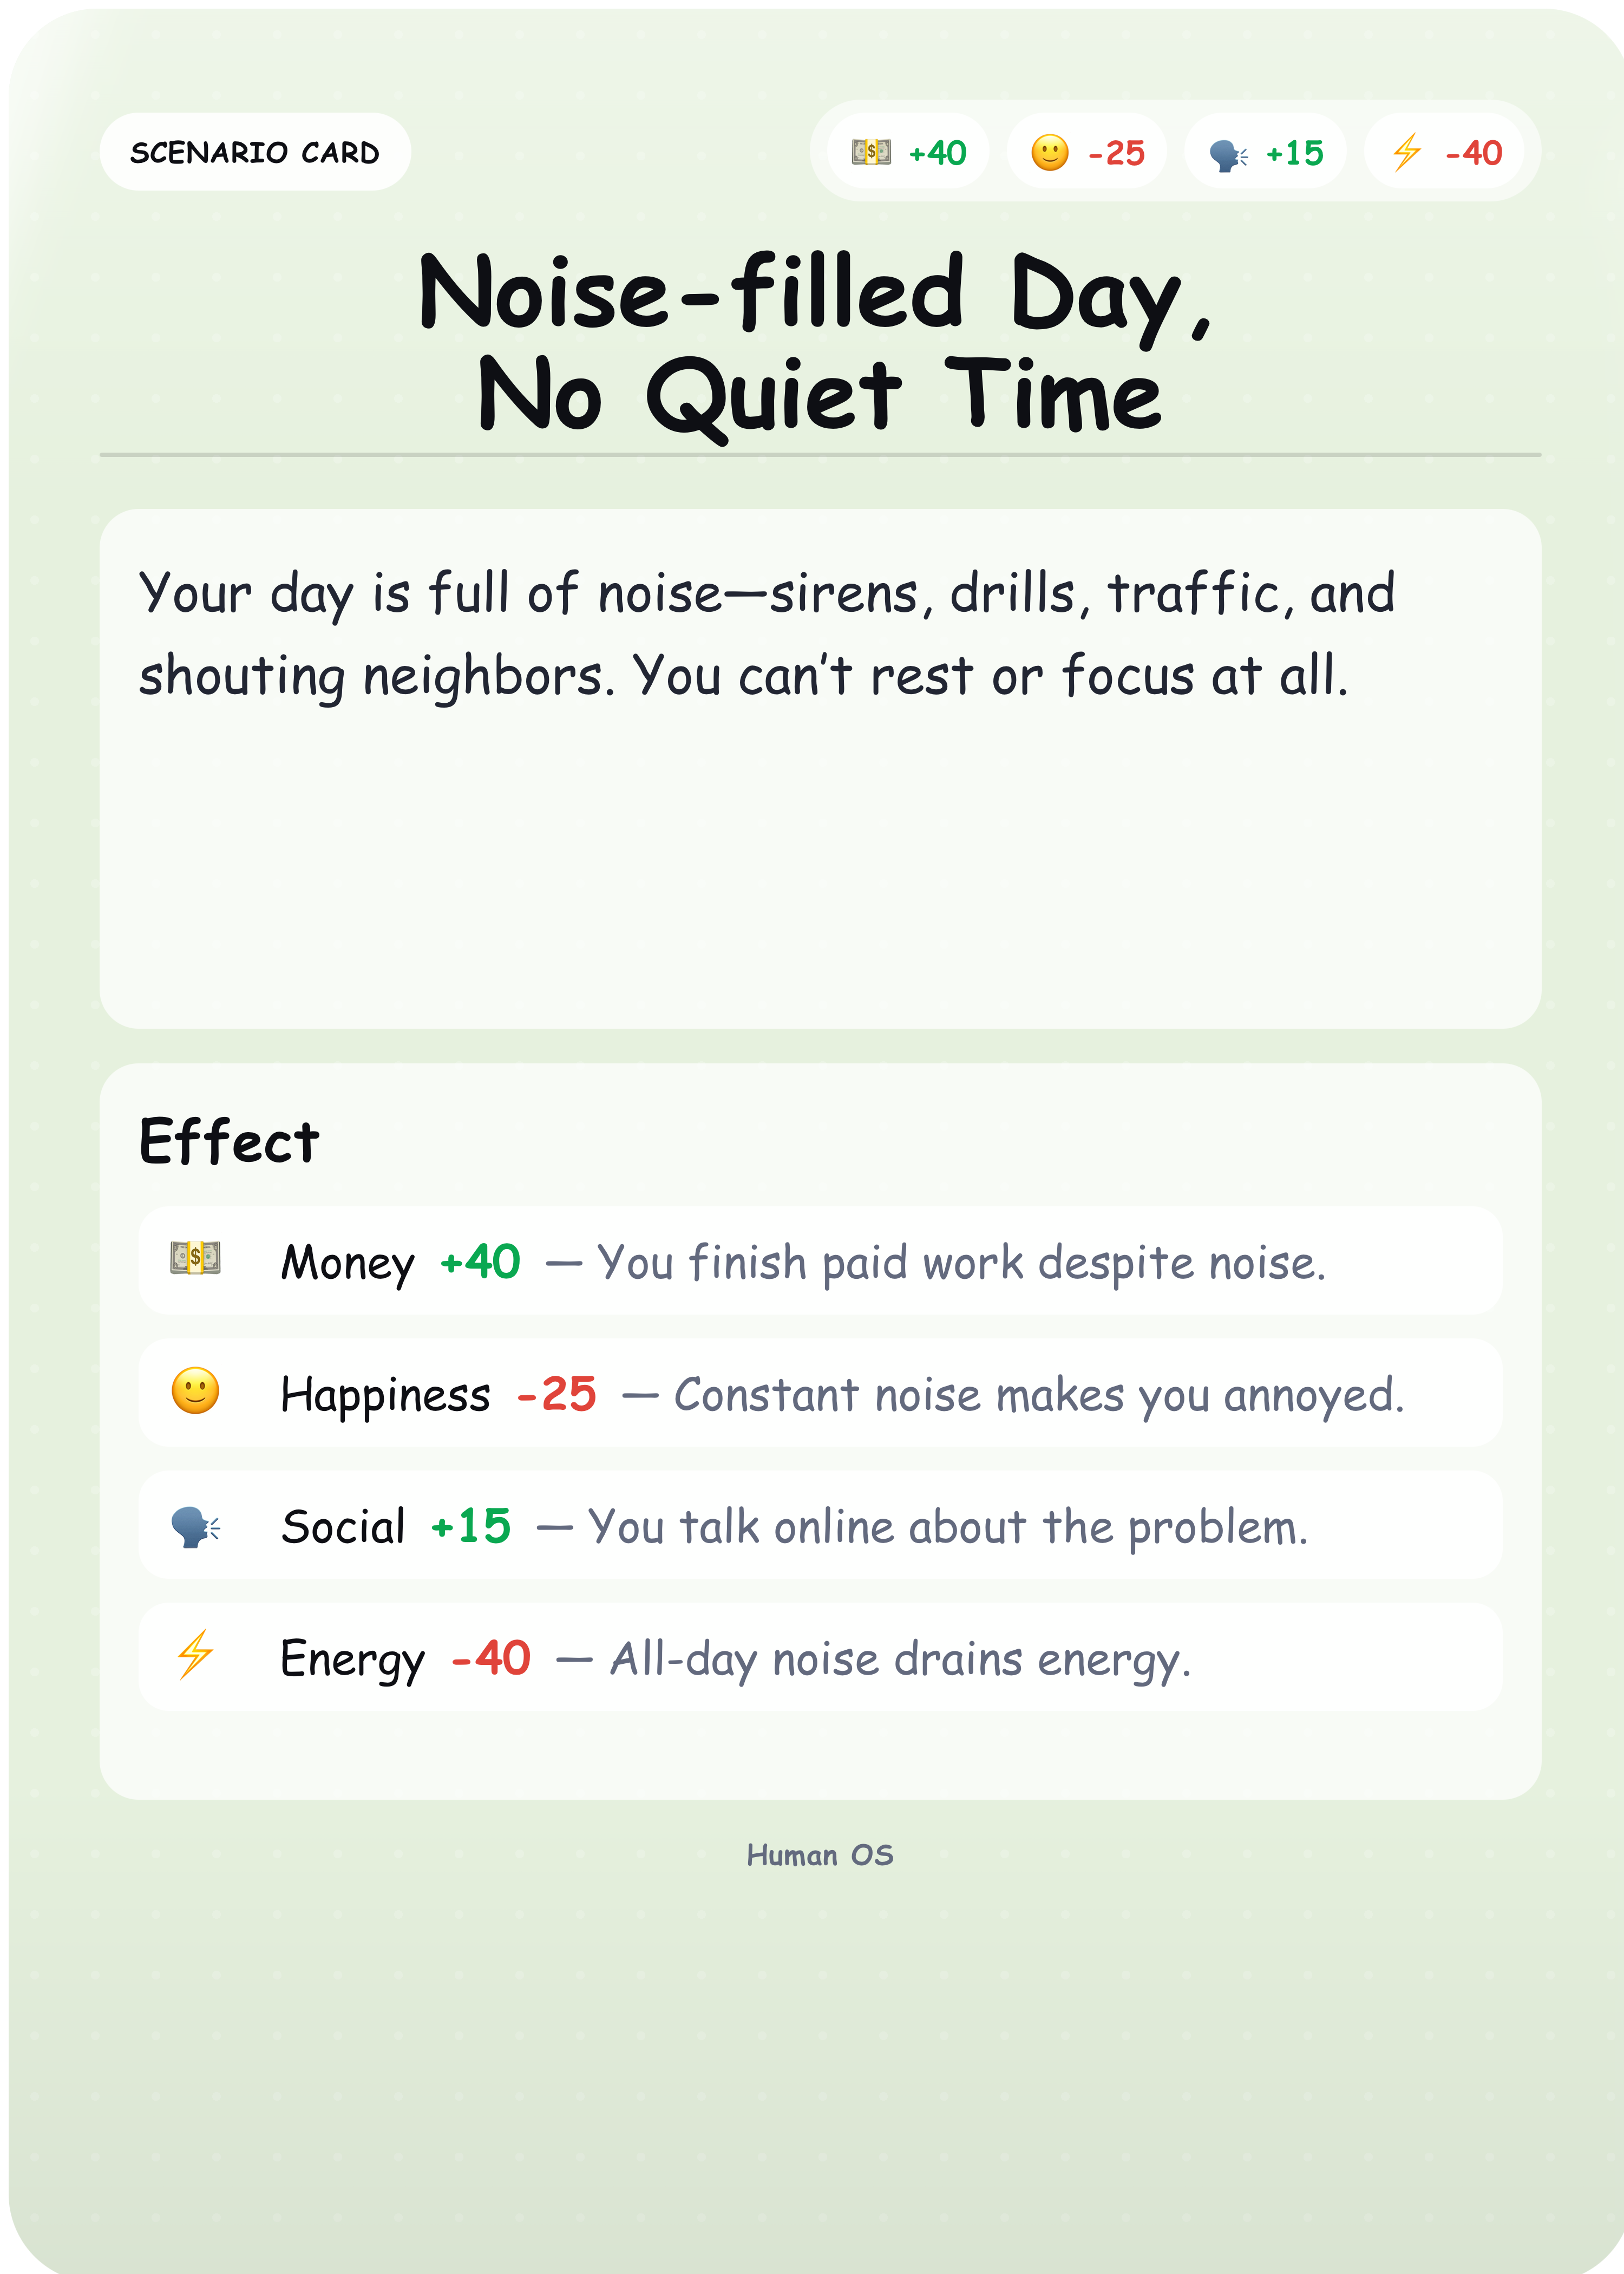 SCENARIO CARD
+40 -25 +15 -40
Noise-filled Day,
No Quiet Time
Your day is full of noise—sirens, drills, traffic, and
shouting neighbors. You can’t rest or focus at all.
Effect
Money +40 — You finish paid work despite noise.
Happiness -25 — Constant noise makes you annoyed.
Social +15 — You talk online about the problem.
Energy -40 — All-day noise drains energy.
Human OS